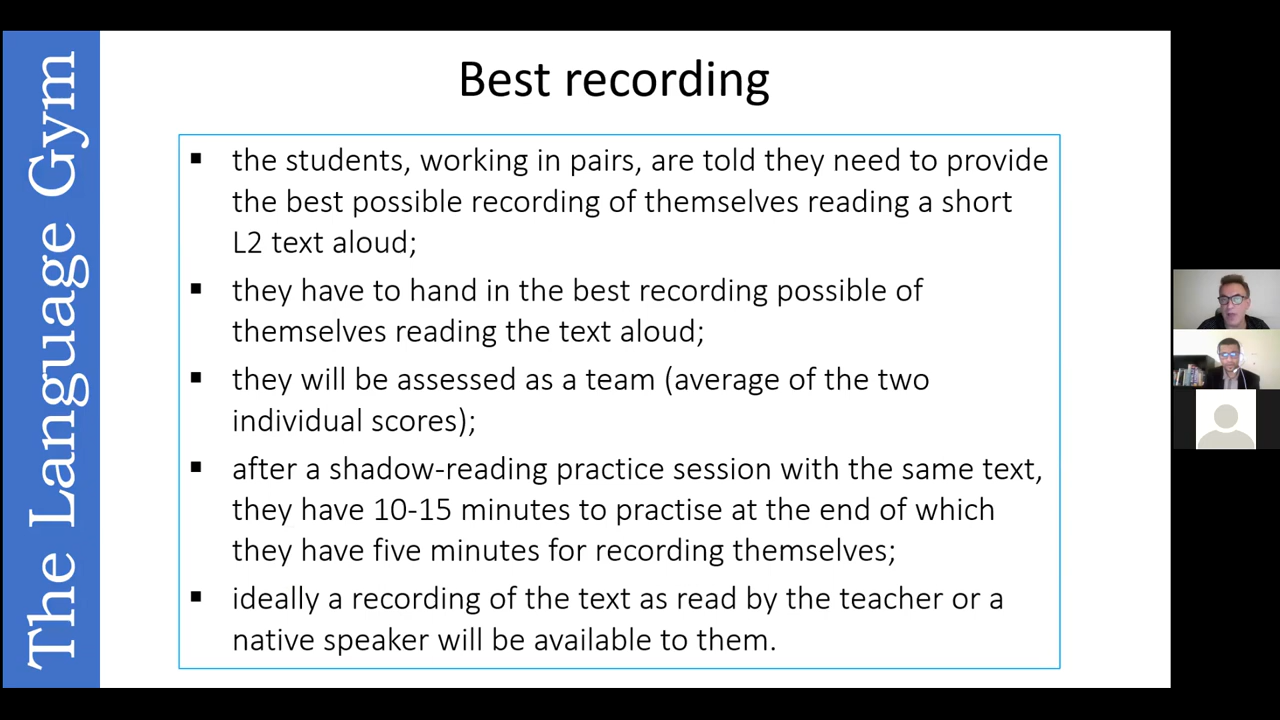 The Language Gym
Best recording
▪ the students, working in pairs, are told they need to provide
the best possible recording of themselves reading a short
L2 text aloud;
▪ they have to hand in the best recording possible of
themselves reading the text aloud;
▪ they will be assessed as a team (average of the two
individual scores);
▪ after a shadow-reading practice session with the same text,
they have 10-15 minutes to practise at the end of which
they have five minutes for recording themselves;
▪ ideally a recording of the text as read by the teacher or a
native speaker will be available to them.